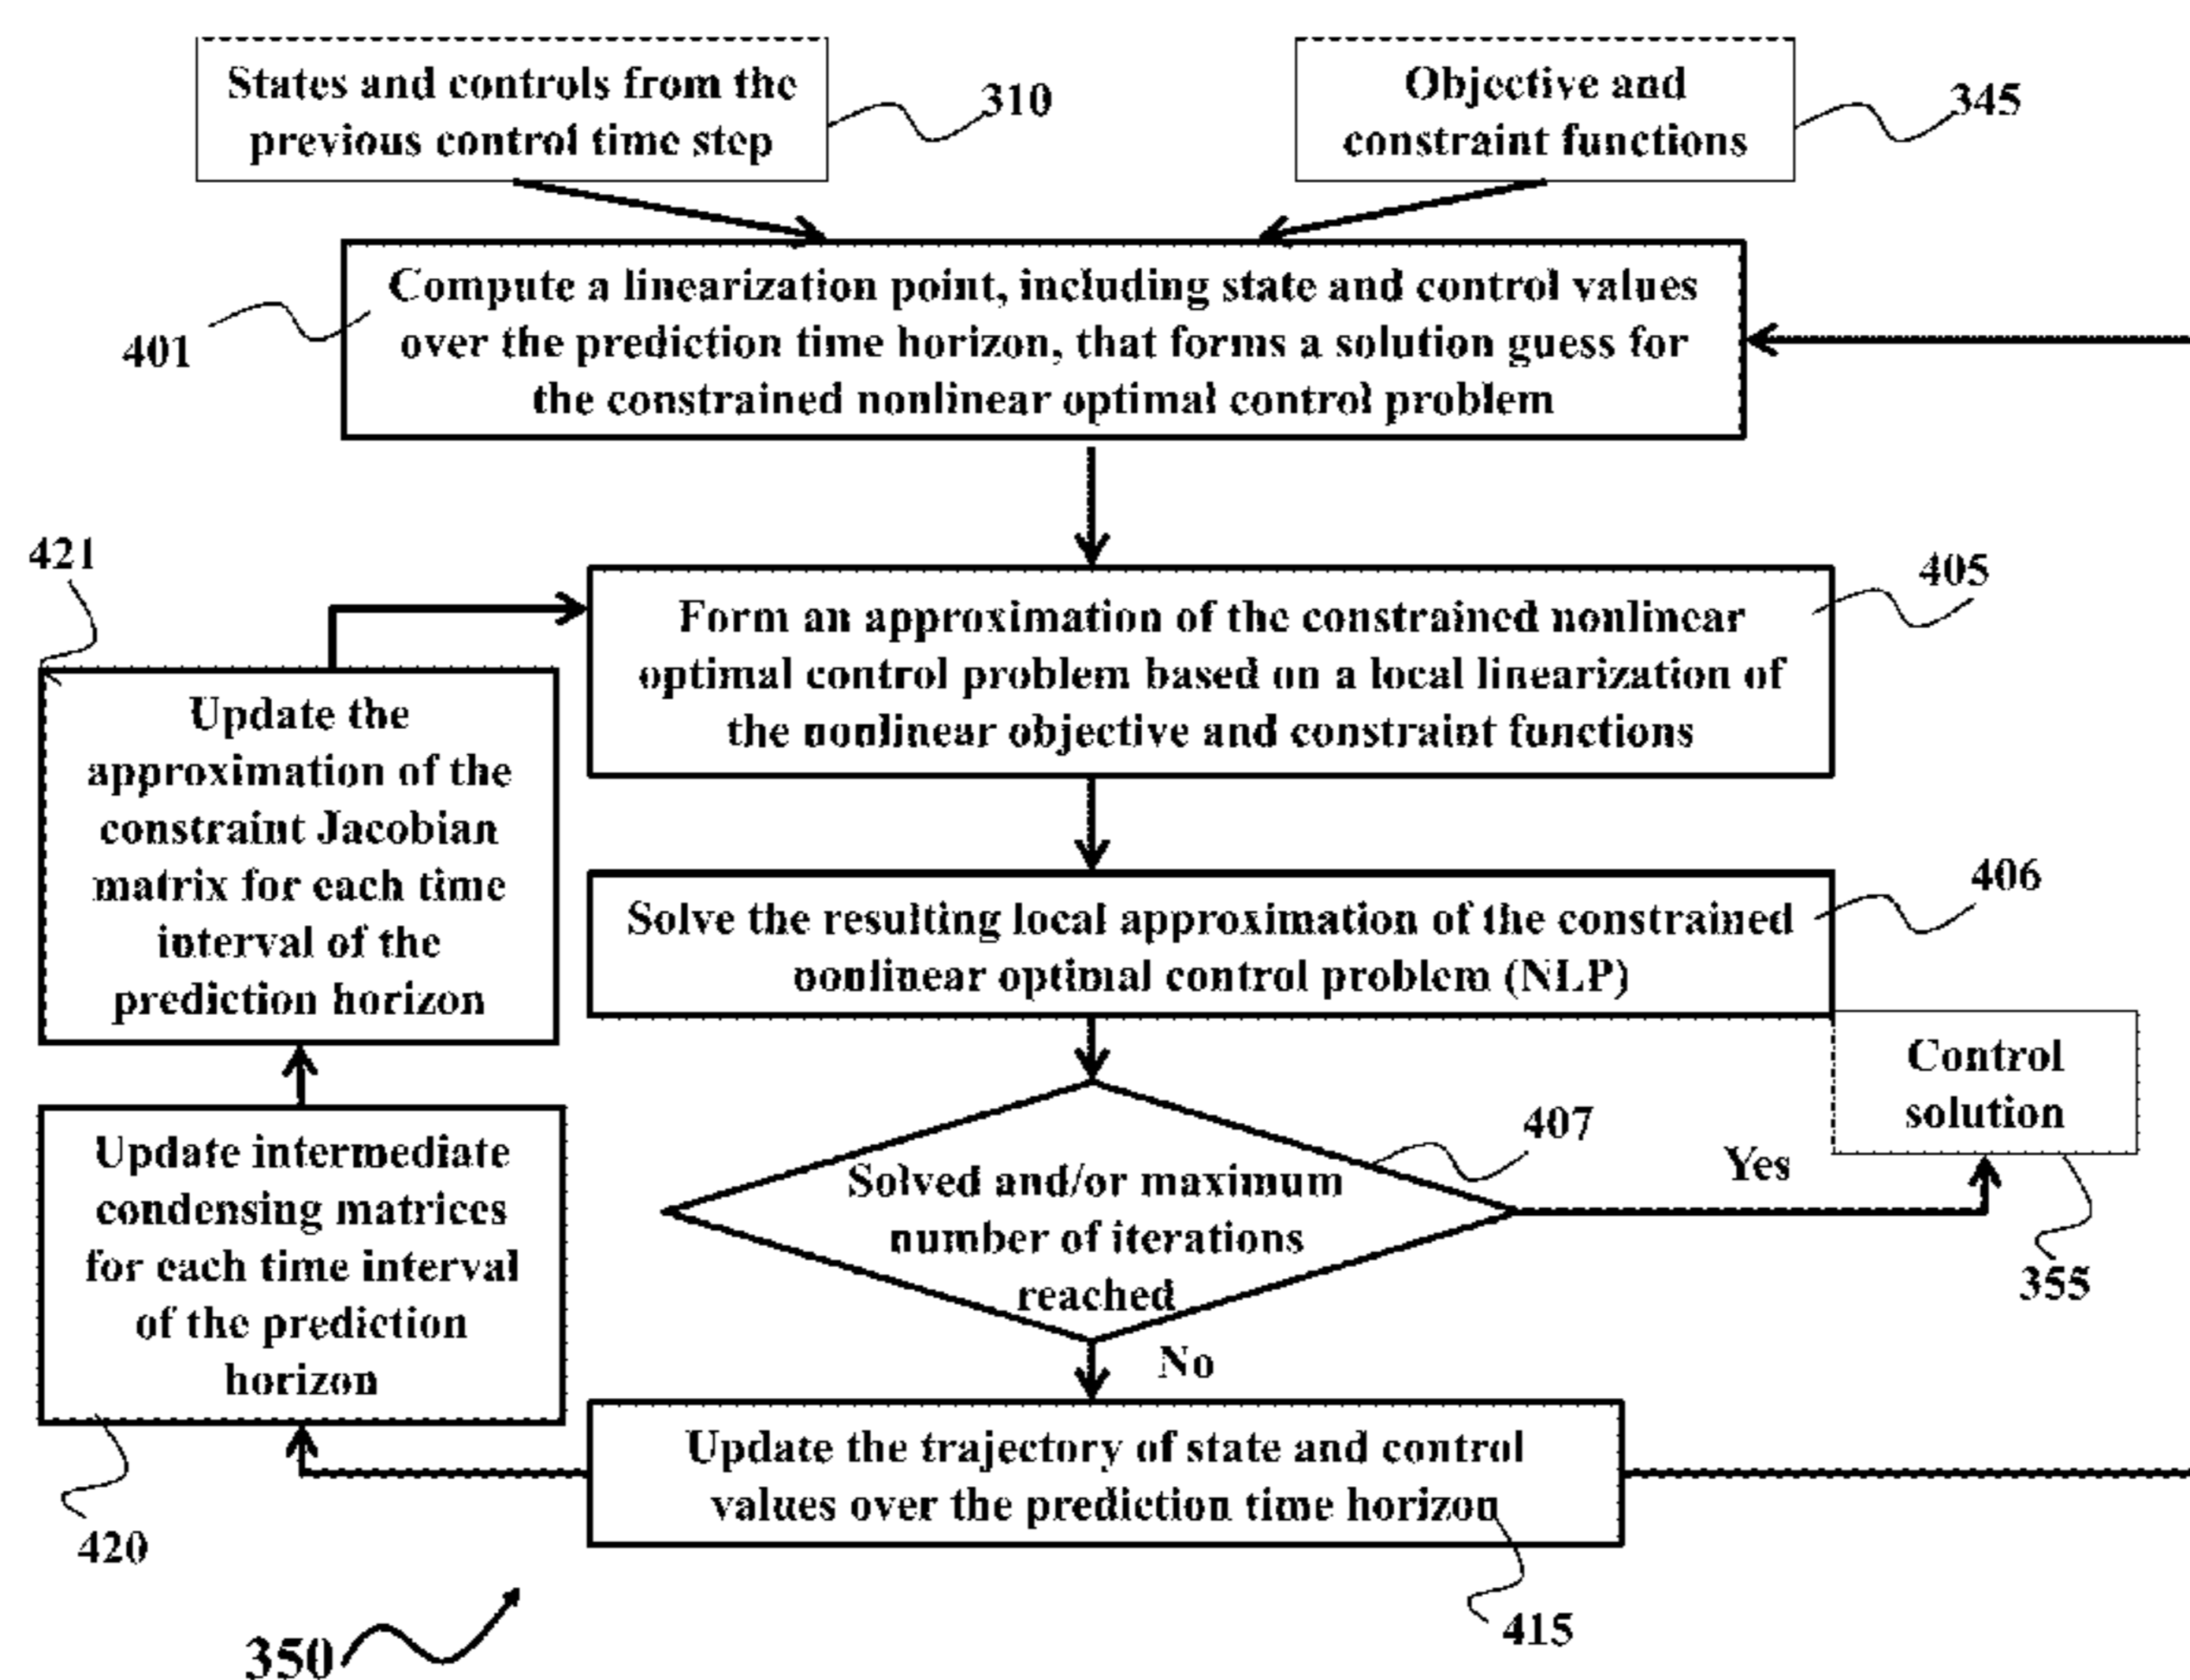 States and controls from the
previous control time step
310
Objective and
constraint functions
345
Compute a linearization point, including state and control values
over the prediction time horizon, that forms a solution guess for
the constrained nonlinear optimal control problem
401
421
405
Form an approximation of the constrained nonlinear
optimal control problem based on a local linearization of
the nonlinear objective and constraint functions
Update the
approximation of the
constraint Jacobian
matrix for each time
interval of the
prediction horizon
406
Solve the resulting local approximation of the constrained
nonlinear optimal control problem (NLP)
Control
solution
407
Yes
Solved and/or maximum
number of iterations
reached
355
Update intermediate
condensing matrices
for each time interval
of the prediction
horizon
No
Update the trajectory of state and control
values over the prediction time horizon
420
415
350